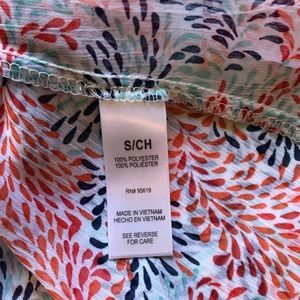 S/CH
100% POLYESTER
100% POLIESTER
RN# 95619
MADE IN VIETNAM
HECHO EN VIETNAM
SEE REVERSE
FOR CARE